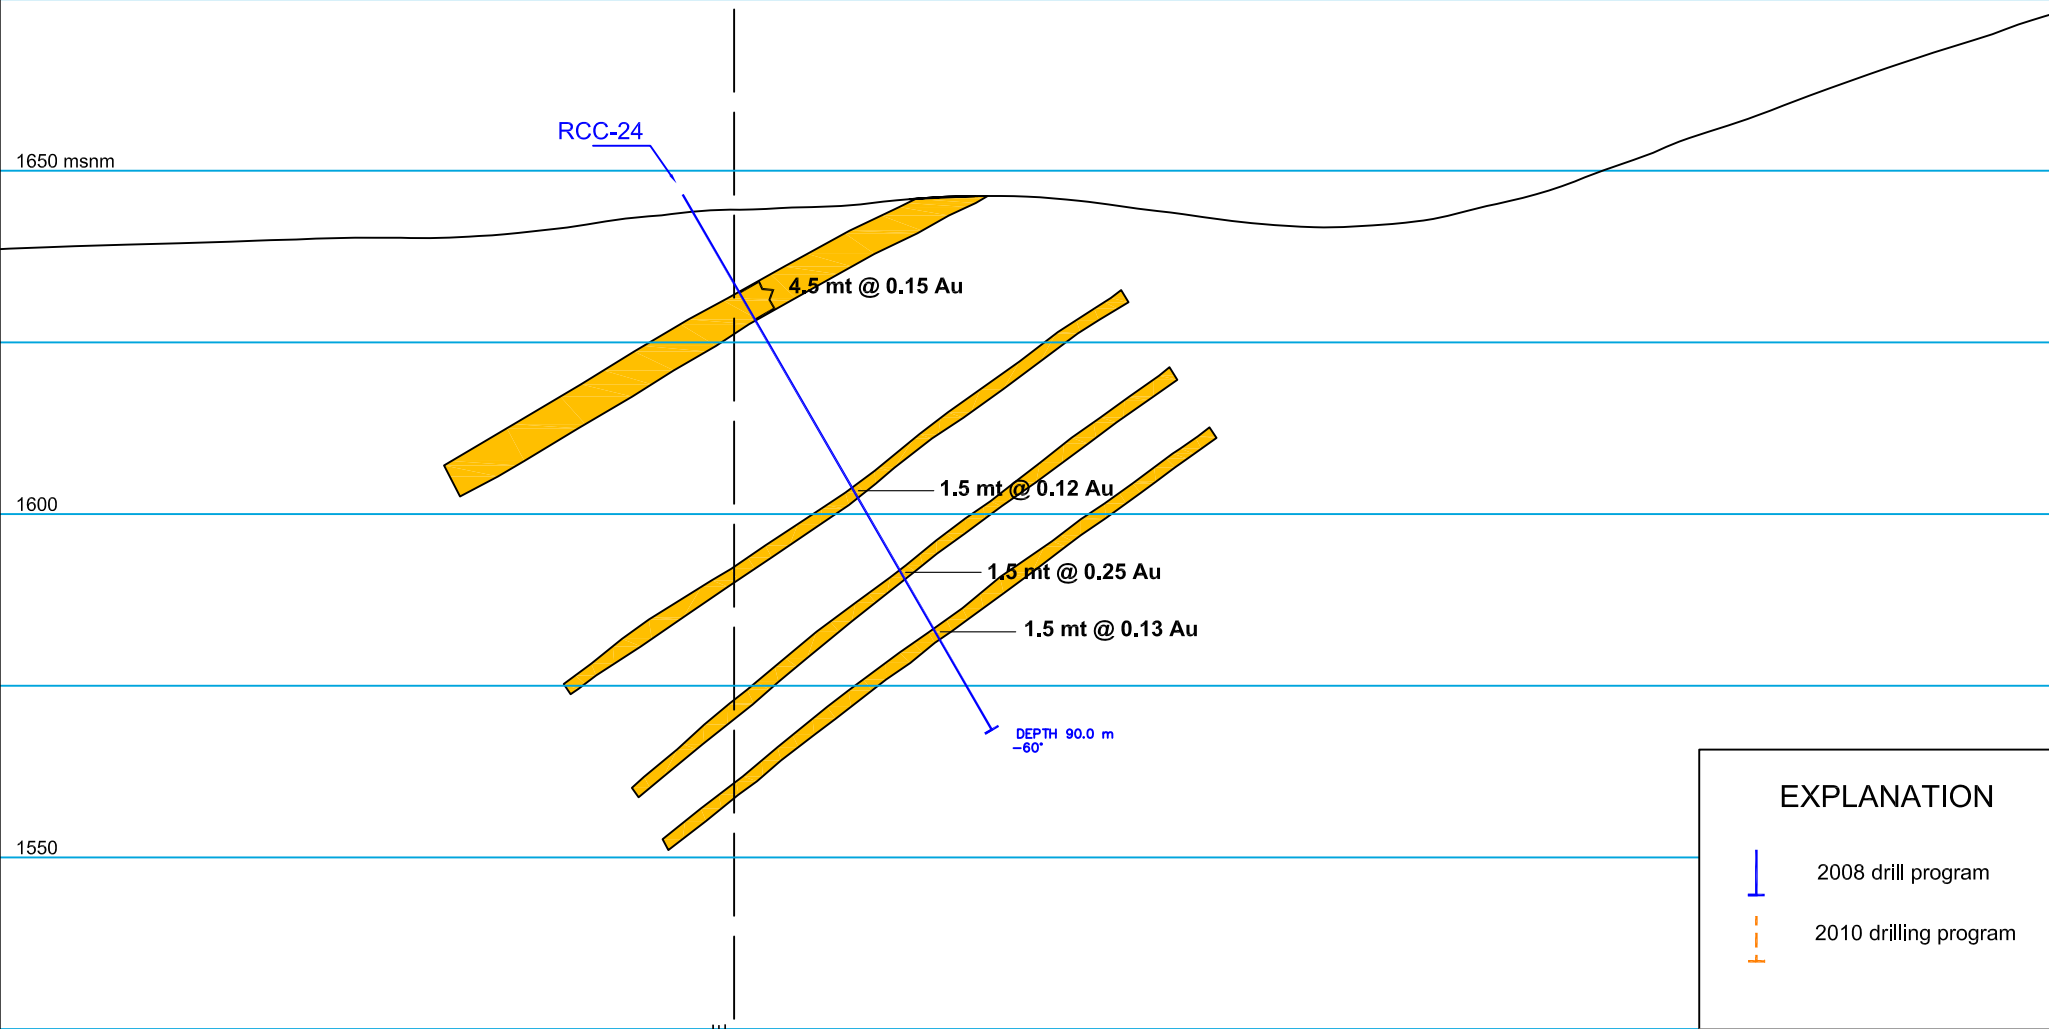 RCC-24
1650 msnm
4.5 mt @ 0.15 Au
1.5 mt @ 0.12 Au
1600
1.5 mt @ 0.25 Au
1.5 mt @ 0.13 Au
DEPTH 90.0 m
-60°
EXPLANATION
1550
2008 drill program
2010 drilling program